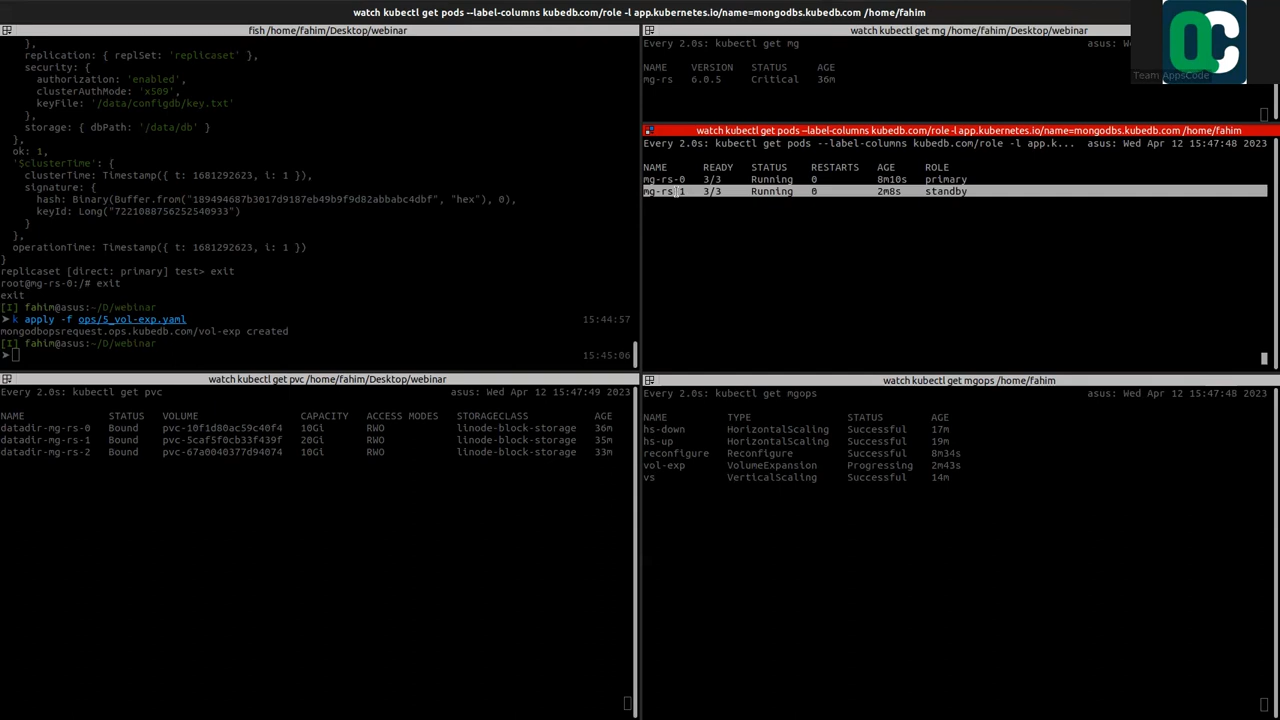 watch kubectl get pods --label-columns kubedb.com/role -l app.kubernetes.io/name=mongodbs.kubedb.com /home/fahim
fish /home/fahim/Desktop/webinar
},
replication: { replSet: 'replicaset' },
security: {
authorization: 'enabled',
clusterAuthMode: 'x509',
keyFile: '/data/configdb/key.txt'
},
storage: { dbPath: '/data/db' }
},
ok: 1,
'$clusterTime': {
clusterTime: Timestamp({ t: 1681292623, i: 1 }),
signature: {
hash: Binary(Buffer.from("189494687b3017d9187eb49b9f9d82abbabc4dbf", "hex"), 0),
keyId: Long("7221088756252540933")
}
},
operationTime: Timestamp({ t: 1681292623, i: 1 })
}
replicaset [direct: primary] test> exit
root@mg-rs-0:/# exit
exit
[I] fahim@asus:~/D/webinar
➤ k apply -f ops/5_vol-exp.yaml 15:44:57
mongodbopsrequest.ops.kubedb.com/vol-exp created
[I] fahim@asus:~/D/webinar
➤ 15:45:06
watch kubectl get mg /home/fahim/Desktop/webinar
Every 2.0s: kubectl get mg asus: We
NAME VERSION STATUS AGE
mg-rs 6.0.5 Critical 36m
QC
Team AppsCode
watch kubectl get pods --label-columns kubedb.com/role -l app.kubernetes.io/name=mongodbs.kubedb.com /home/fahim
Every 2.0s: kubectl get pods --label-columns kubedb.com/role -l app.k... asus: Wed Apr 12 15:47:48 2023
NAME READY STATUS RESTARTS AGE ROLE
mg-rs-0 3/3 Running 0 8m10s primary
mg-rs-1 3/3 Running 0 2m8s standby
watch kubectl get pvc /home/fahim/Desktop/webinar
Every 2.0s: kubectl get pvc asus: Wed Apr 12 15:47:49 2023
NAME STATUS VOLUME CAPACITY ACCESS MODES STORAGECLASS AGE
datadir-mg-rs-0 Bound pvc-10f1d80ac59c40f4 10Gi RWO linode-block-storage 36m
datadir-mg-rs-1 Bound pvc-5caf5f0cb33f439f 20Gi RWO linode-block-storage 35m
datadir-mg-rs-2 Bound pvc-67a0040377d94074 10Gi RWO linode-block-storage 33m
watch kubectl get mgops /home/fahim
Every 2.0s: kubectl get mgops asus: Wed Apr 12 15:47:48 2023
NAME TYPE STATUS AGE
hs-down HorizontalScaling Successful 17m
hs-up HorizontalScaling Successful 19m
reconfigure Reconfigure Successful 8m34s
vol-exp VolumeExpansion Progressing 2m43s
vs VerticalScaling Successful 14m